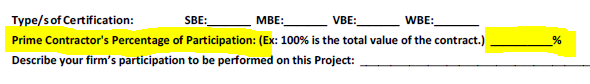 Type/s of Certification: SBE:_______ MBE:_______ VBE:_______ WBE:_______
Prime Contractor's Percentage of Participation: (Ex: 100% is the total value of the contract.) __________%
Describe your firm's participation to be performed on this Project: ______________________________________